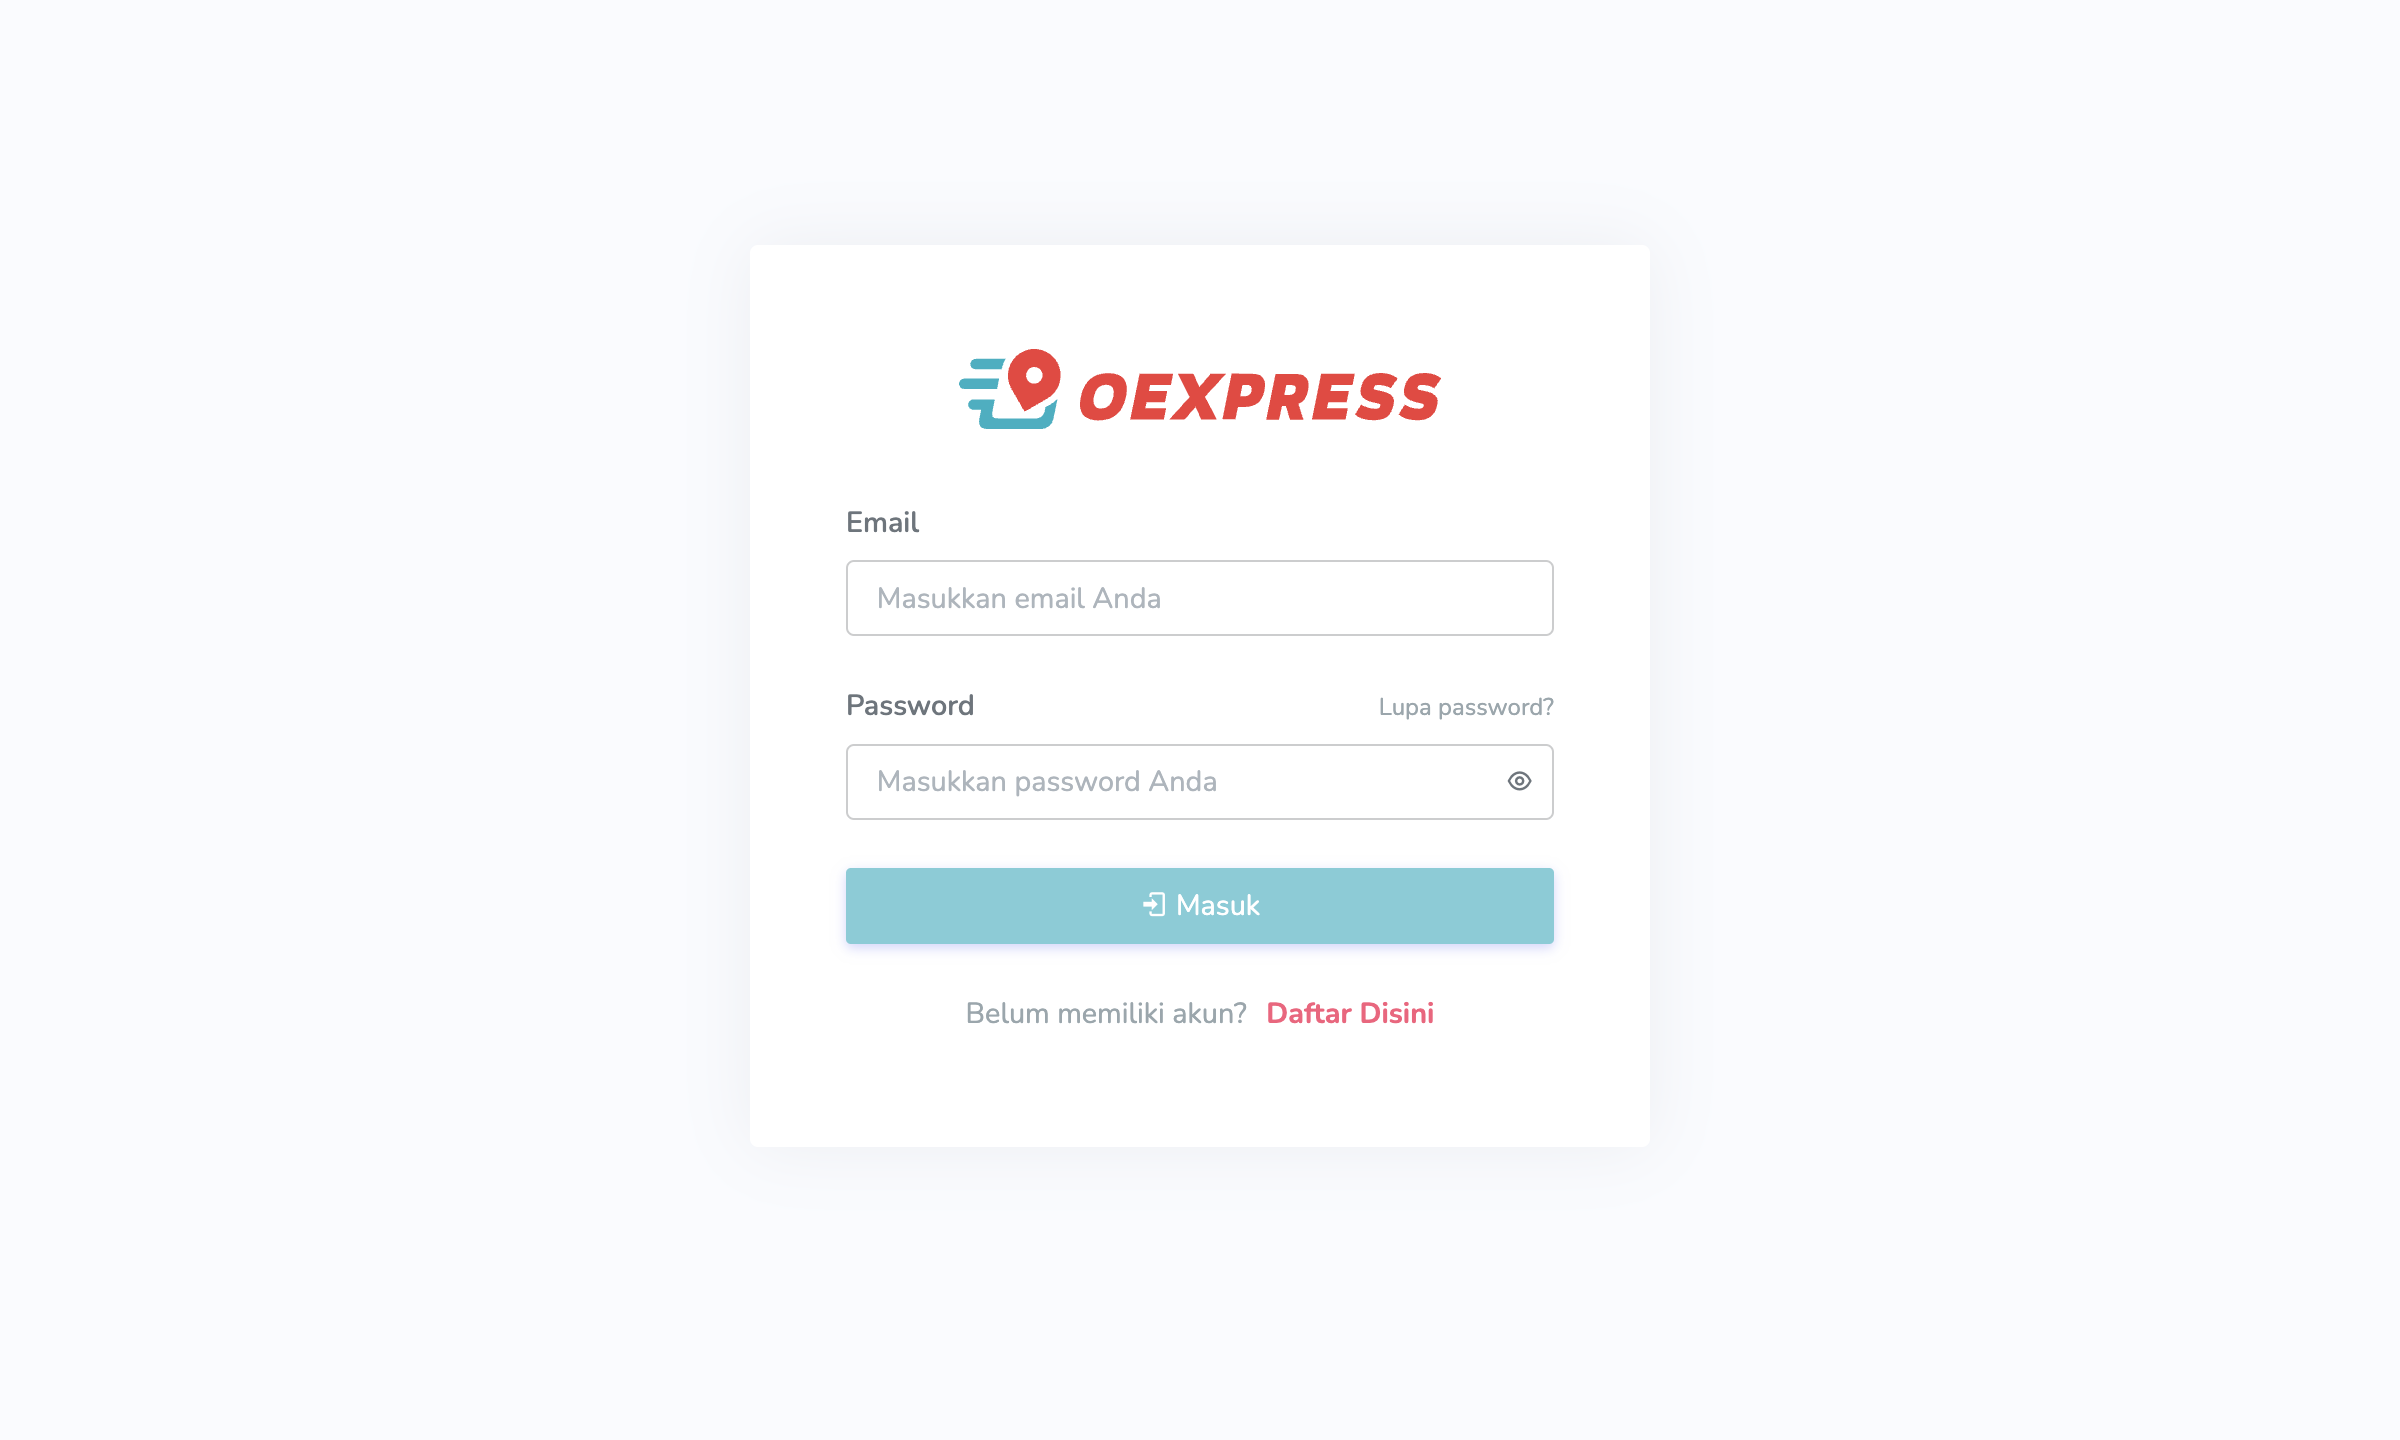 OEXPRESS
Email
Masukkan email Anda
Password
Lupa password?
Masukkan password Anda
Masuk
Belum memiliki akun? Daftar Disini